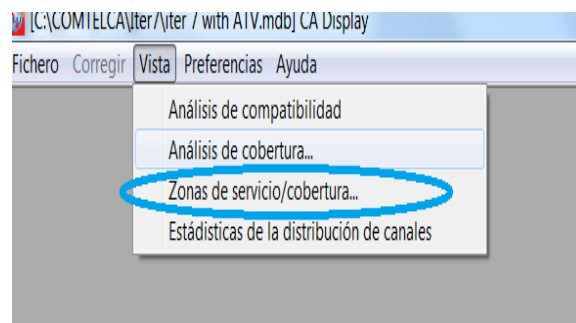 [C:\COMTELCA\Iter7\iter 7 with ATV.mdb] CA Display
Fichero Corregir Vista Preferencias Ayuda
Análisis de compatibilidad
Análisis de cobertura...
Zonas de servicio/cobertura...
Estádisticas de la distribución de canales